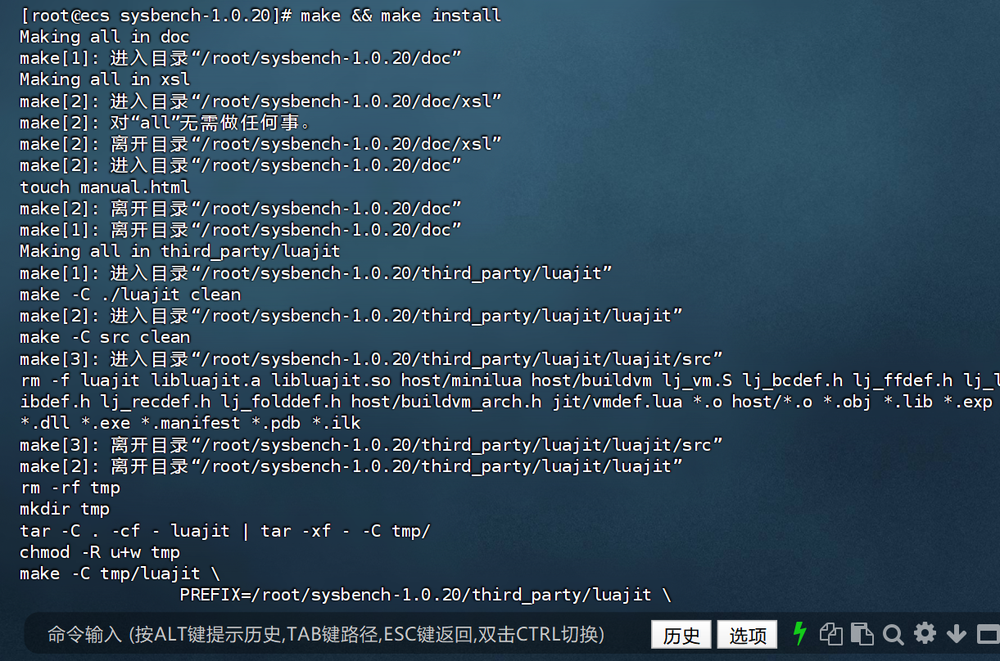 [root@ecs sysbench-1.0.20]# make && make install
Making all in doc
make[1]: 进入目录“/root/sysbench-1.0.20/doc”
Making all in xsl
make[2]: 进入目录“/root/sysbench-1.0.20/doc/xsl”
make[2]: 对“all”无需做任何事。
make[2]: 离开目录“/root/sysbench-1.0.20/doc/xsl”
make[2]: 进入目录“/root/sysbench-1.0.20/doc”
touch manual.html
make[2]: 离开目录“/root/sysbench-1.0.20/doc”
make[1]: 离开目录“/root/sysbench-1.0.20/doc”
Making all in third_party/luajit
make[1]: 进入目录“/root/sysbench-1.0.20/third_party/luajit”
make -C ./luajit clean
make[2]: 进入目录“/root/sysbench-1.0.20/third_party/luajit/luajit”
make -C src clean
make[3]: 进入目录“/root/sysbench-1.0.20/third_party/luajit/luajit/src”
rm -f luajit libluajit.a libluajit.so host/minilua host/buildvm lj_vm.S lj_bcdef.h lj_ffdef.h lj_l
ibdef.h lj_recdef.h lj_folddef.h host/buildvm_arch.h jit/vmdef.lua *.o host/*.o *.obj *.lib *.exp
*.dll *.exe *.manifest *.pdb *.ilk
make[3]: 离开目录“/root/sysbench-1.0.20/third_party/luajit/luajit/src”
make[2]: 离开目录“/root/sysbench-1.0.20/third_party/luajit/luajit”
rm -rf tmp
mkdir tmp
tar -C . -cf - luajit | tar -xf - -C tmp/
chmod -R u+w tmp
make -C tmp/luajit \
PREFIX=/root/sysbench-1.0.20/third_party/luajit \
命令输入 (按ALT键提示历史,TAB键路径,ESC键返回,双击CTRL切换) 历史 选项